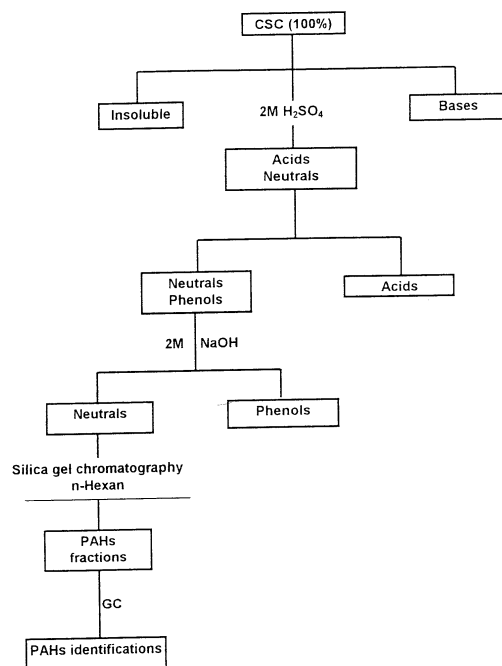 CSC (100%)
Insoluble
2M H₂SO₄
Bases
Acids
Neutrals
Neutrals
Phenols
Acids
2M NaOH
Neutrals
Phenols
Silica gel chromatography
n-Hexan
PAHs
fractions
GC
PAHs identifications